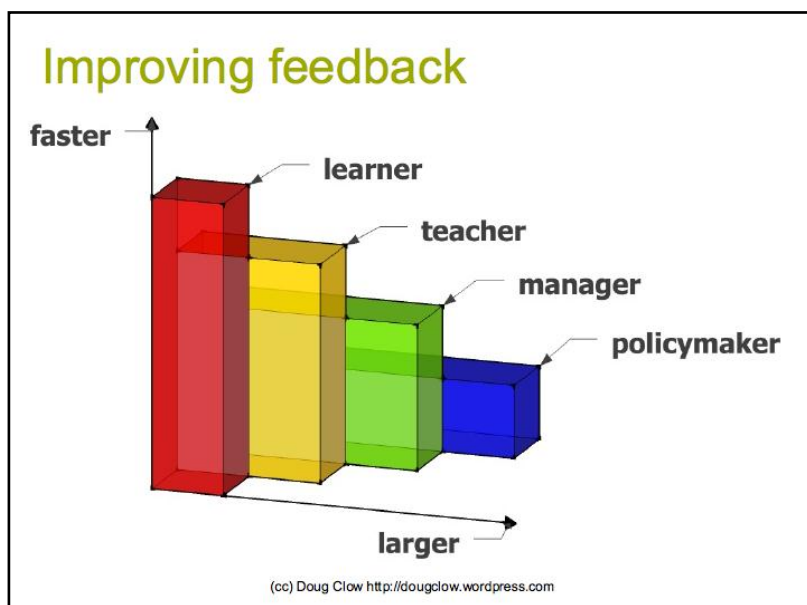 Improving feedback
faster
learner
teacher
manager
policymaker
larger
(cc) Doug Clow http://dougclow.wordpress.com